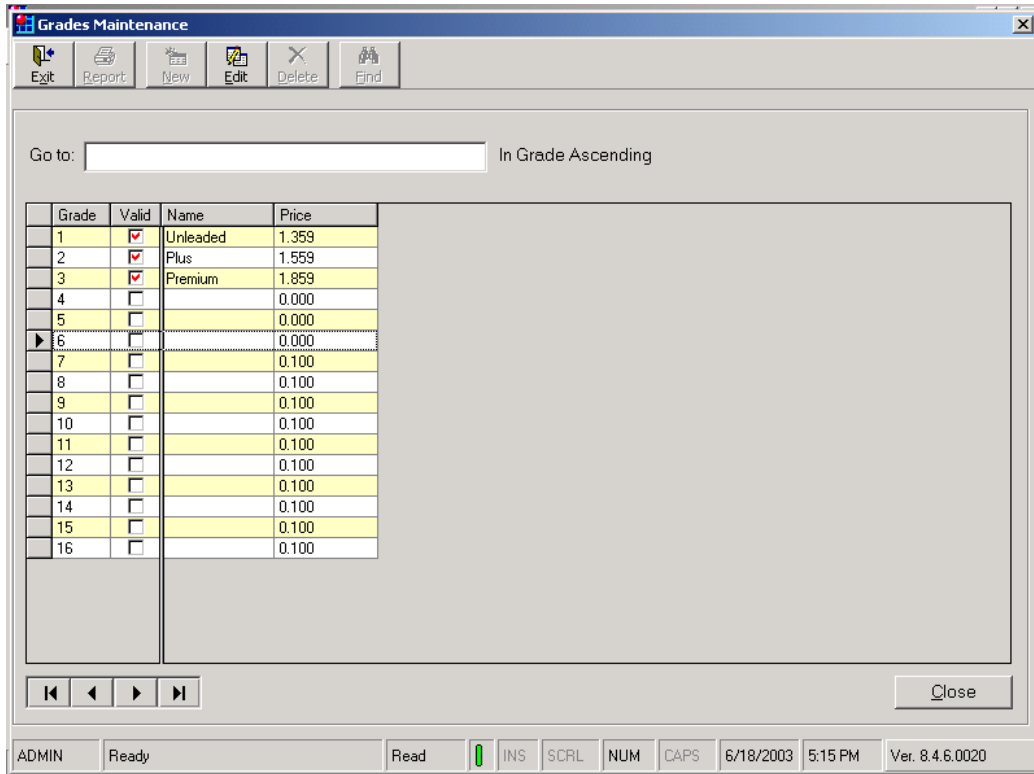 Grades Maintenance
Exit Report New Edit Delete Find
Go to: In Grade Ascending
Grade Valid Name Price
1 Unleaded 1.359
2 Plus 1.559
3 Premium 1.859
4 0.000
5 0.000
6 0.000
7 0.100
8 0.100
9 0.100
10 0.100
11 0.100
12 0.100
13 0.100
14 0.100
15 0.100
16 0.100
Close
ADMIN Ready Read INS SCRL NUM CAPS 6/18/2003 5:15 PM Ver. 8.4.6.0020